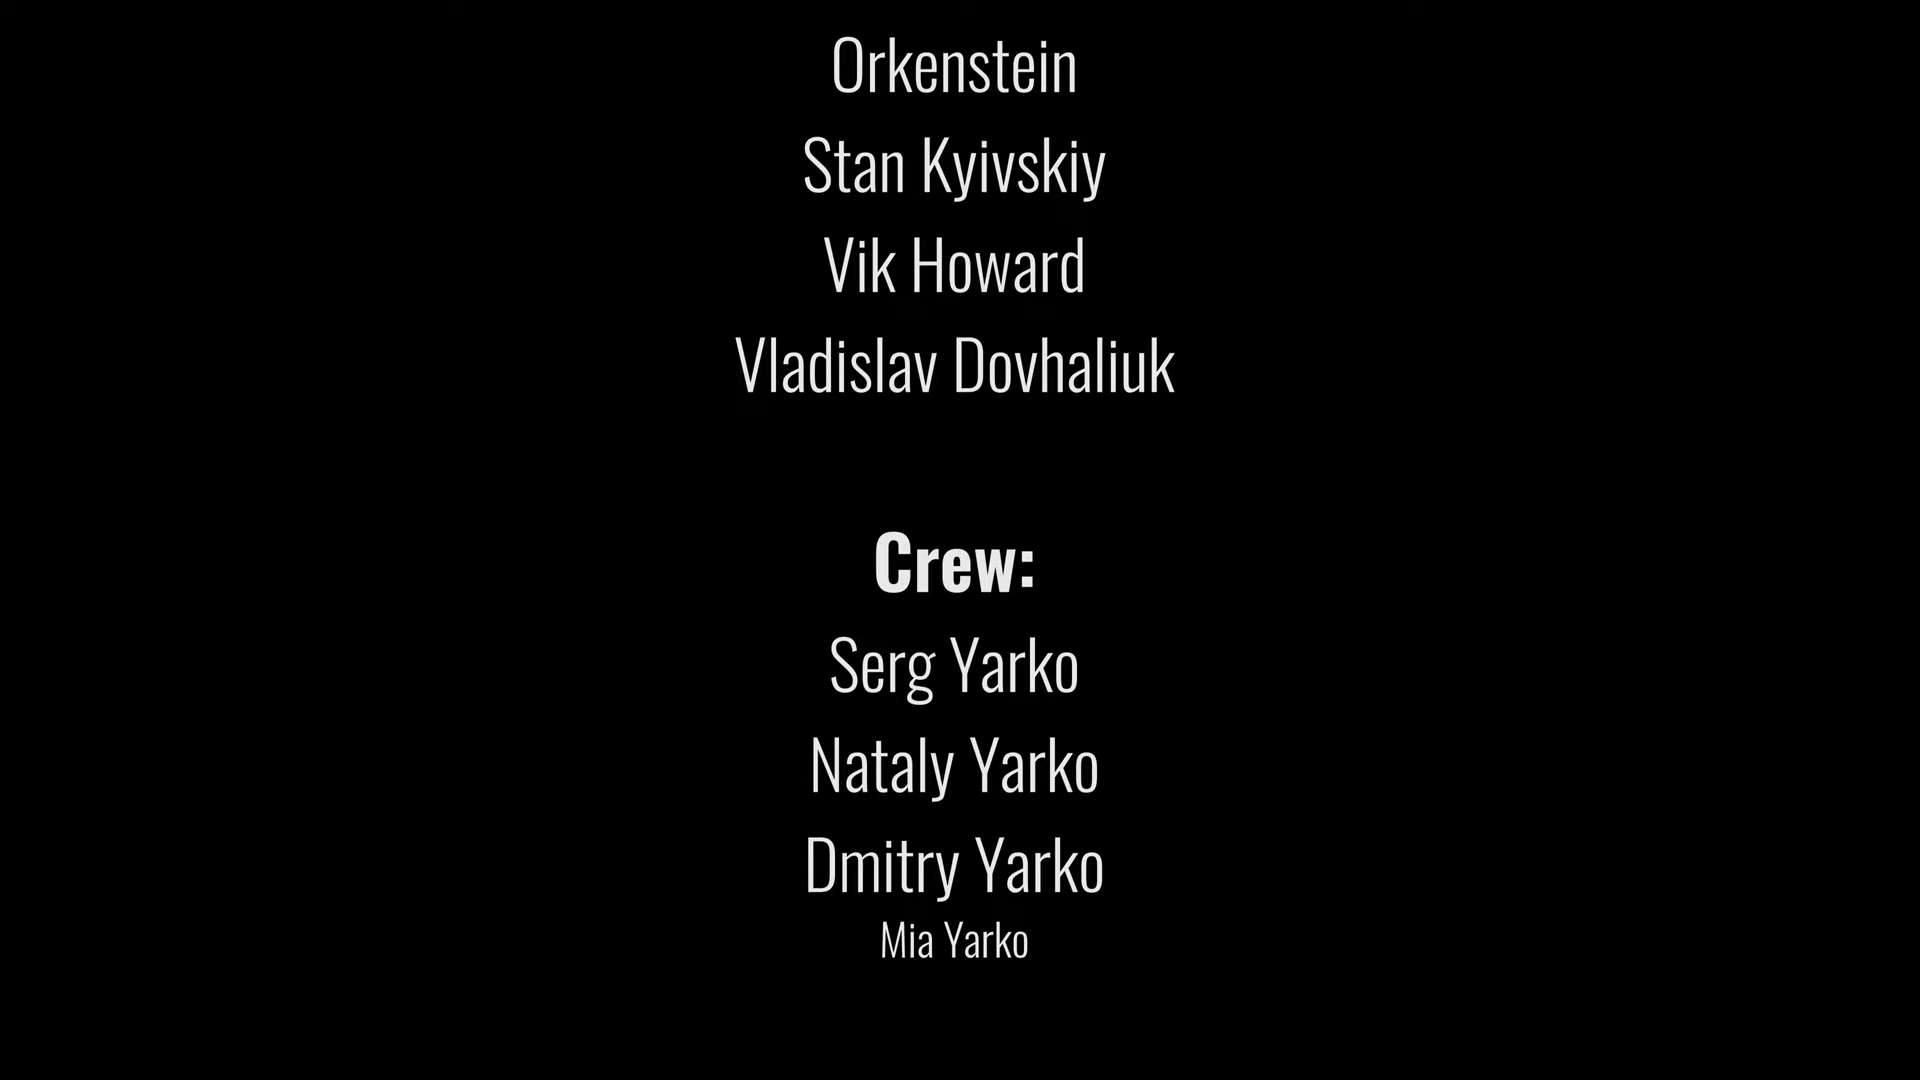 Orkenstein
Stan Kyivskiy
Vik Howard
Vladislav Dovhaliuk
Crew:
Serg Yarko
Nataly Yarko
Dmitry Yarko
Mia Yarko